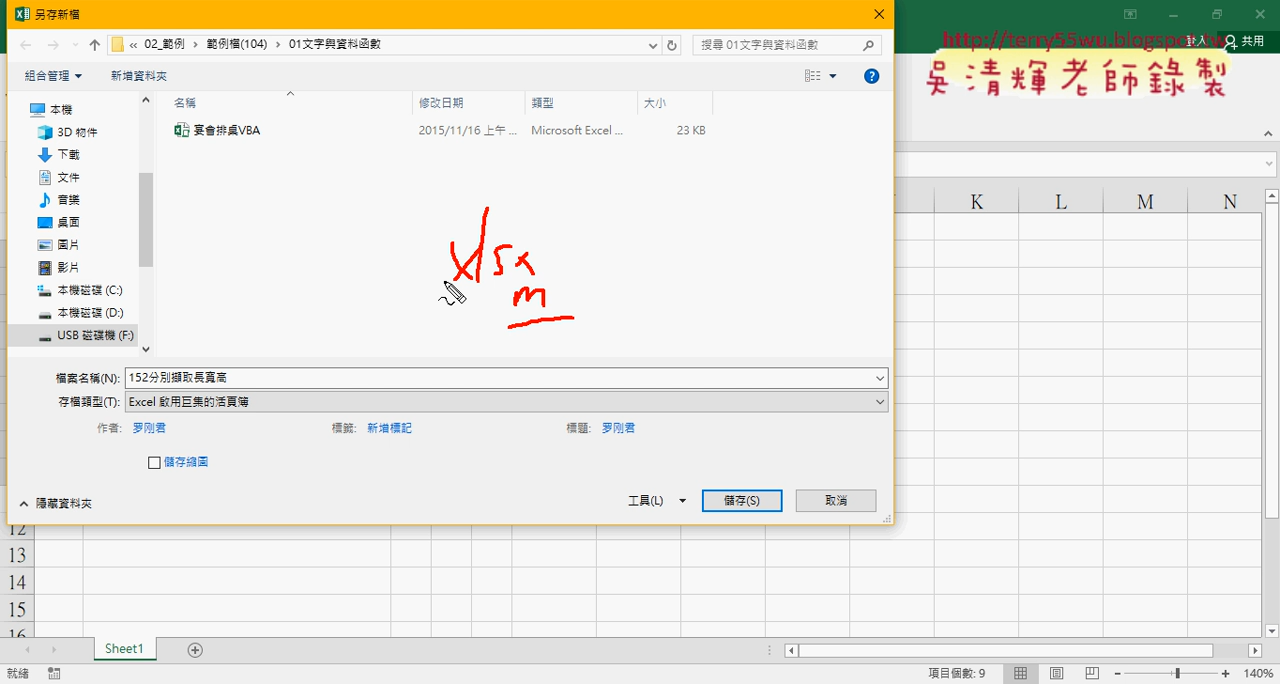 另存新檔
« 02_範例 › 範例檔(104) › 01文字與資料函數
搜尋 01文字與資料函數
登入 共用
http://terry55wu.blogspot.tw
吳清輝老師錄製
組合管理 新增資料夾
名稱 修改日期 類型 大小
宴會排桌VBA 2015/11/16 上午 ... Microsoft Excel ... 23 KB
本機
3D 物件
下載
文件
音樂
桌面
圖片
影片
本機磁碟 (C:)
本機磁碟 (D:)
USB 磁碟機 (F:)
xlsx
m
K L M N
檔案名稱(N): 152分別擷取長寬高
存檔類型(T): Excel 啟用巨集的活頁簿
作者: 罗刚君 標籤: 新增標記 標題: 罗刚君
儲存縮圖
隱藏資料夾 工具(L) 儲存(S) 取消
12
13
14
15
16
Sheet1
就緒 項目個數: 9 140%